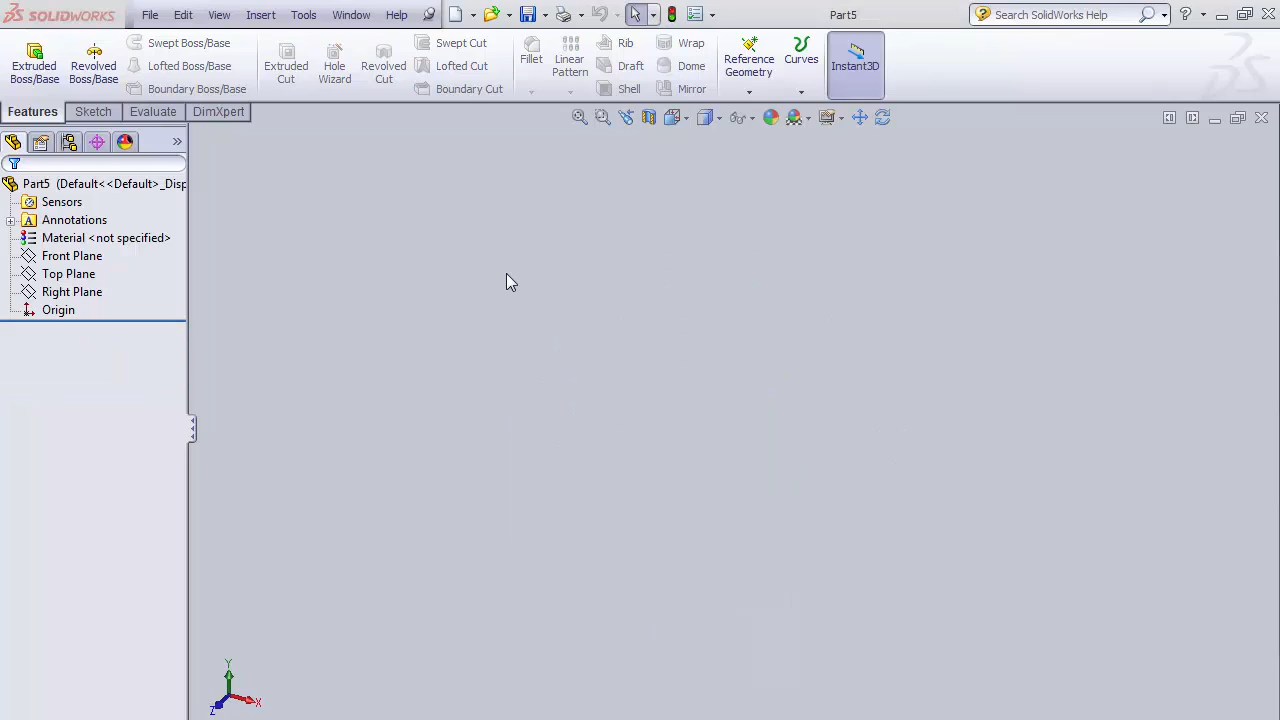 SOLIDWORKS File Edit View Insert Tools Window Help Part5 Search SolidWorks Help
Extruded Boss/Base
Revolved Boss/Base
Swept Boss/Base
Lofted Boss/Base
Boundary Boss/Base
Extruded Cut
Hole Wizard
Revolved Cut
Swept Cut
Lofted Cut
Boundary Cut
Fillet
Linear Pattern
Rib
Draft
Shell
Wrap
Dome
Mirror
Reference Geometry
Curves
Instant3D
Features Sketch Evaluate DimXpert
Part5 (Default<<Default>_Disp
Sensors
A Annotations
Material <not specified>
Front Plane
Top Plane
Right Plane
Origin
Y
X
Z